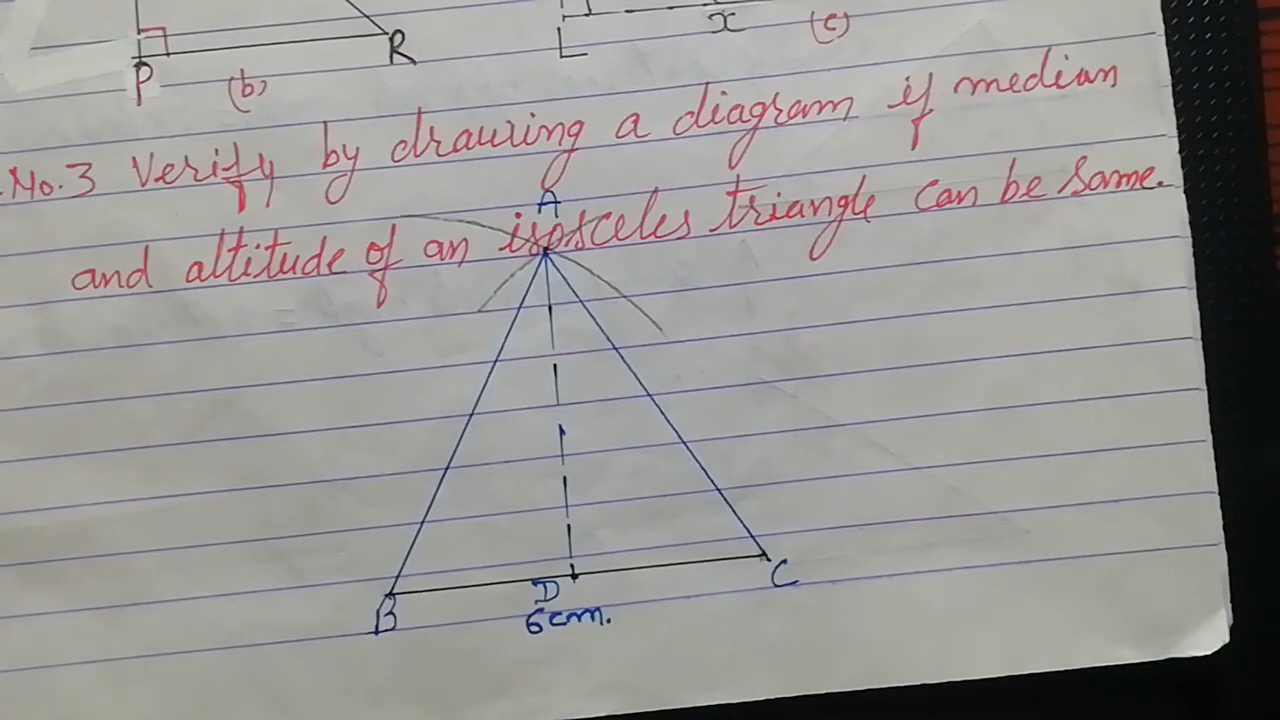 R
P
(b)
L
x
(c)
.No.3 Verify by drawing a diagram if median
and altitude of an isosceles triangle can be same.
A
B
D
C
6cm.